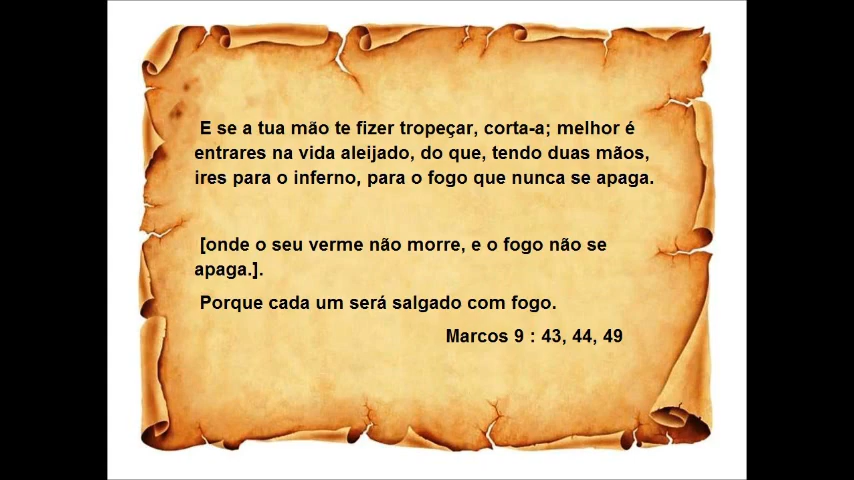 E se a tua mão te fizer tropeçar, corta-a; melhor é
entrares na vida aleijado, do que, tendo duas mãos,
ires para o inferno, para o fogo que nunca se apaga.
[onde o seu verme não morre, e o fogo não se
apaga.].
Porque cada um será salgado com fogo.
Marcos 9 : 43, 44, 49